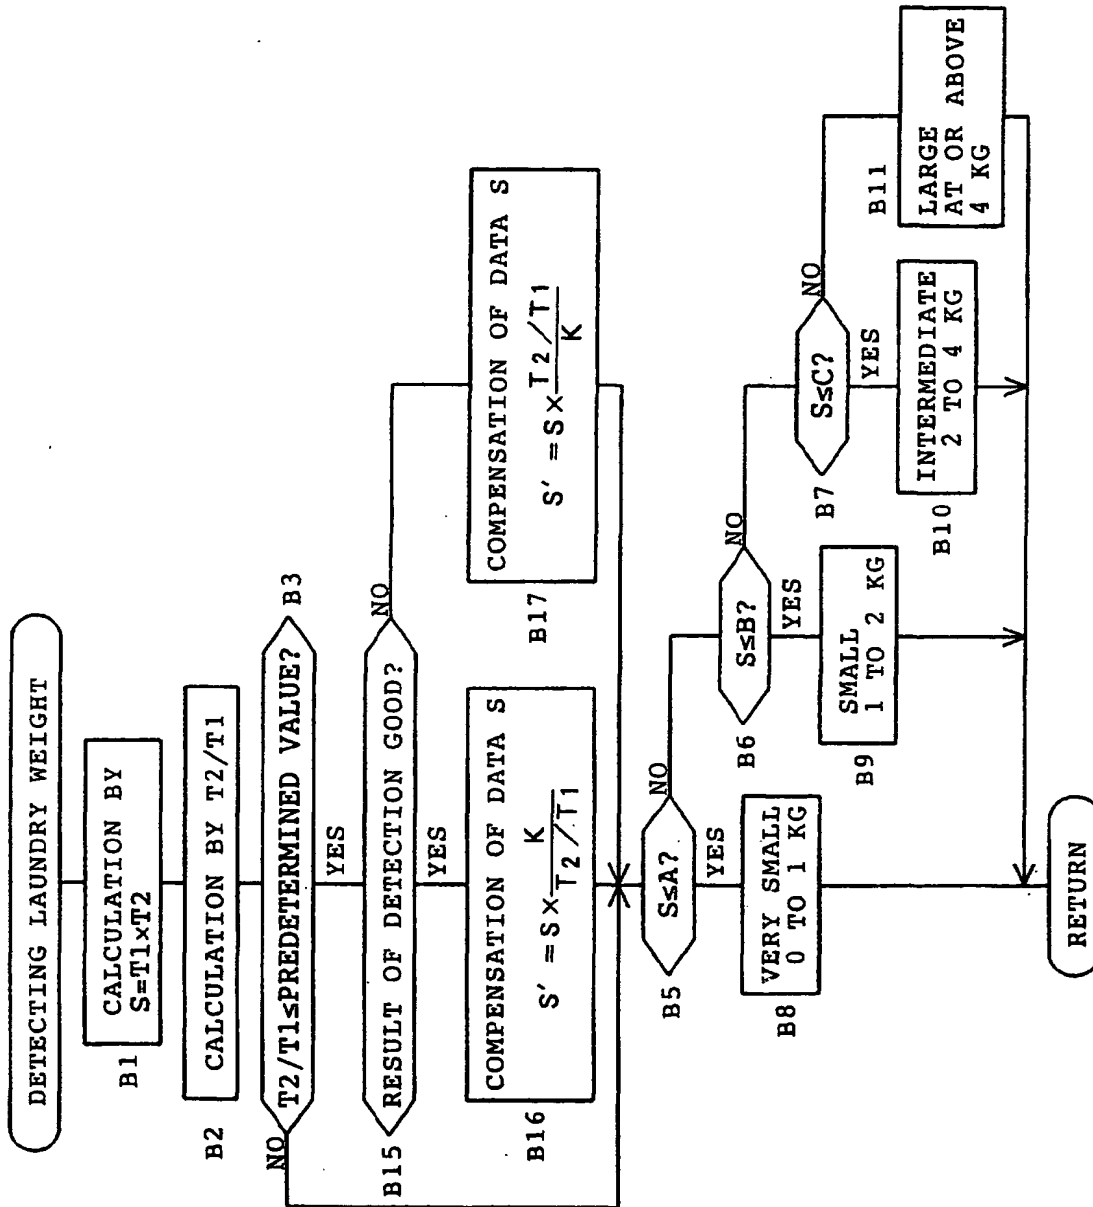 DETECTING LAUNDRY WEIGHT
CALCULATION BY
S=T1×T2
B1
CALCULATION BY T2/T1
B2
T2/T1≤PREDETERMINED VALUE?
B3
NO
YES
RESULT OF DETECTION GOOD?
B15
NO
YES
COMPENSATION OF DATA S
S′=S×K/T2/T1
B16
COMPENSATION OF DATA S
S′=S×T2/T1/K
B17
S≤A?
B5
NO
YES
S≤B?
B6
NO
YES
S≤C?
B7
NO
YES
VERY SMALL
0 TO 1 KG
B8
SMALL
1 TO 2 KG
B9
INTERMEDIATE
2 TO 4 KG
B10
LARGE
AT OR ABOVE
4 KG
B11
RETURN